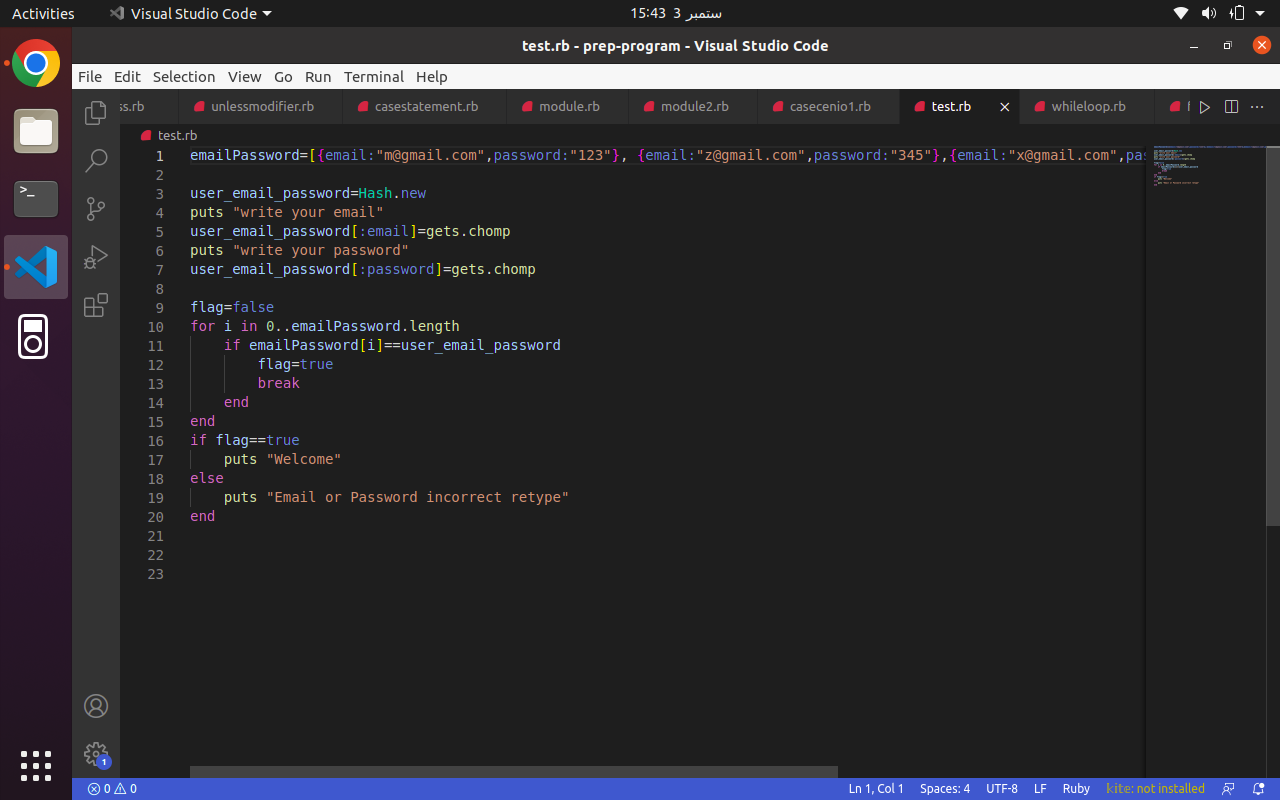 Activities Visual Studio Code 15:43 3 ستمبر
test.rb - prep-program - Visual Studio Code
File Edit Selection View Go Run Terminal Help
ss.rb unlessmodifier.rb casestatement.rb module.rb module2.rb casecenio1.rb test.rb whileloop.rb f
test.rb
1 emailPassword=[{email:"m@gmail.com",password:"123"}, {email:"z@gmail.com",password:"345"},{email:"x@gmail.com",pas
2
3 user_email_password=Hash.new
4 puts "write your email"
5 user_email_password[:email]=gets.chomp
6 puts "write your password"
7 user_email_password[:password]=gets.chomp
8
9 flag=false
10 for i in 0..emailPassword.length
11 if emailPassword[i]==user_email_password
12 flag=true
13 break
14 end
15 end
16 if flag==true
17 puts "Welcome"
18 else
19 puts "Email or Password incorrect retype"
20 end
21
22
23
1
0 0 Ln 1, Col 1 Spaces: 4 UTF-8 LF Ruby kite: not installed